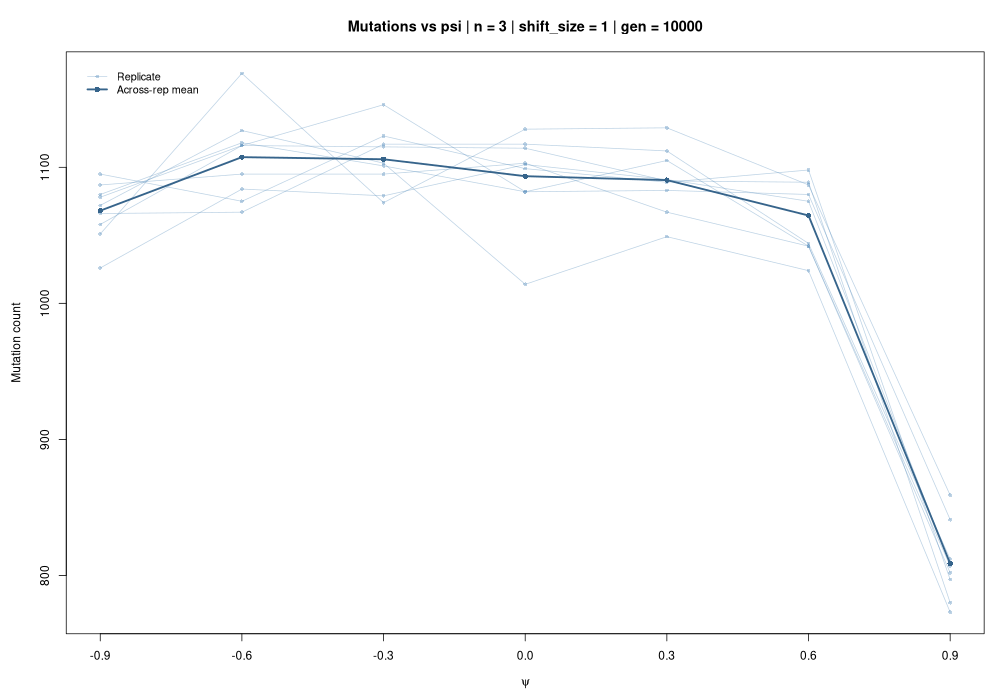 Mutations vs psi | n = 3 | shift_size = 1 | gen = 10000
Replicate
Across-rep mean
1100
1000
900
800
Mutation count
-0.9 -0.6 -0.3 0.0 0.3 0.6 0.9
ψ